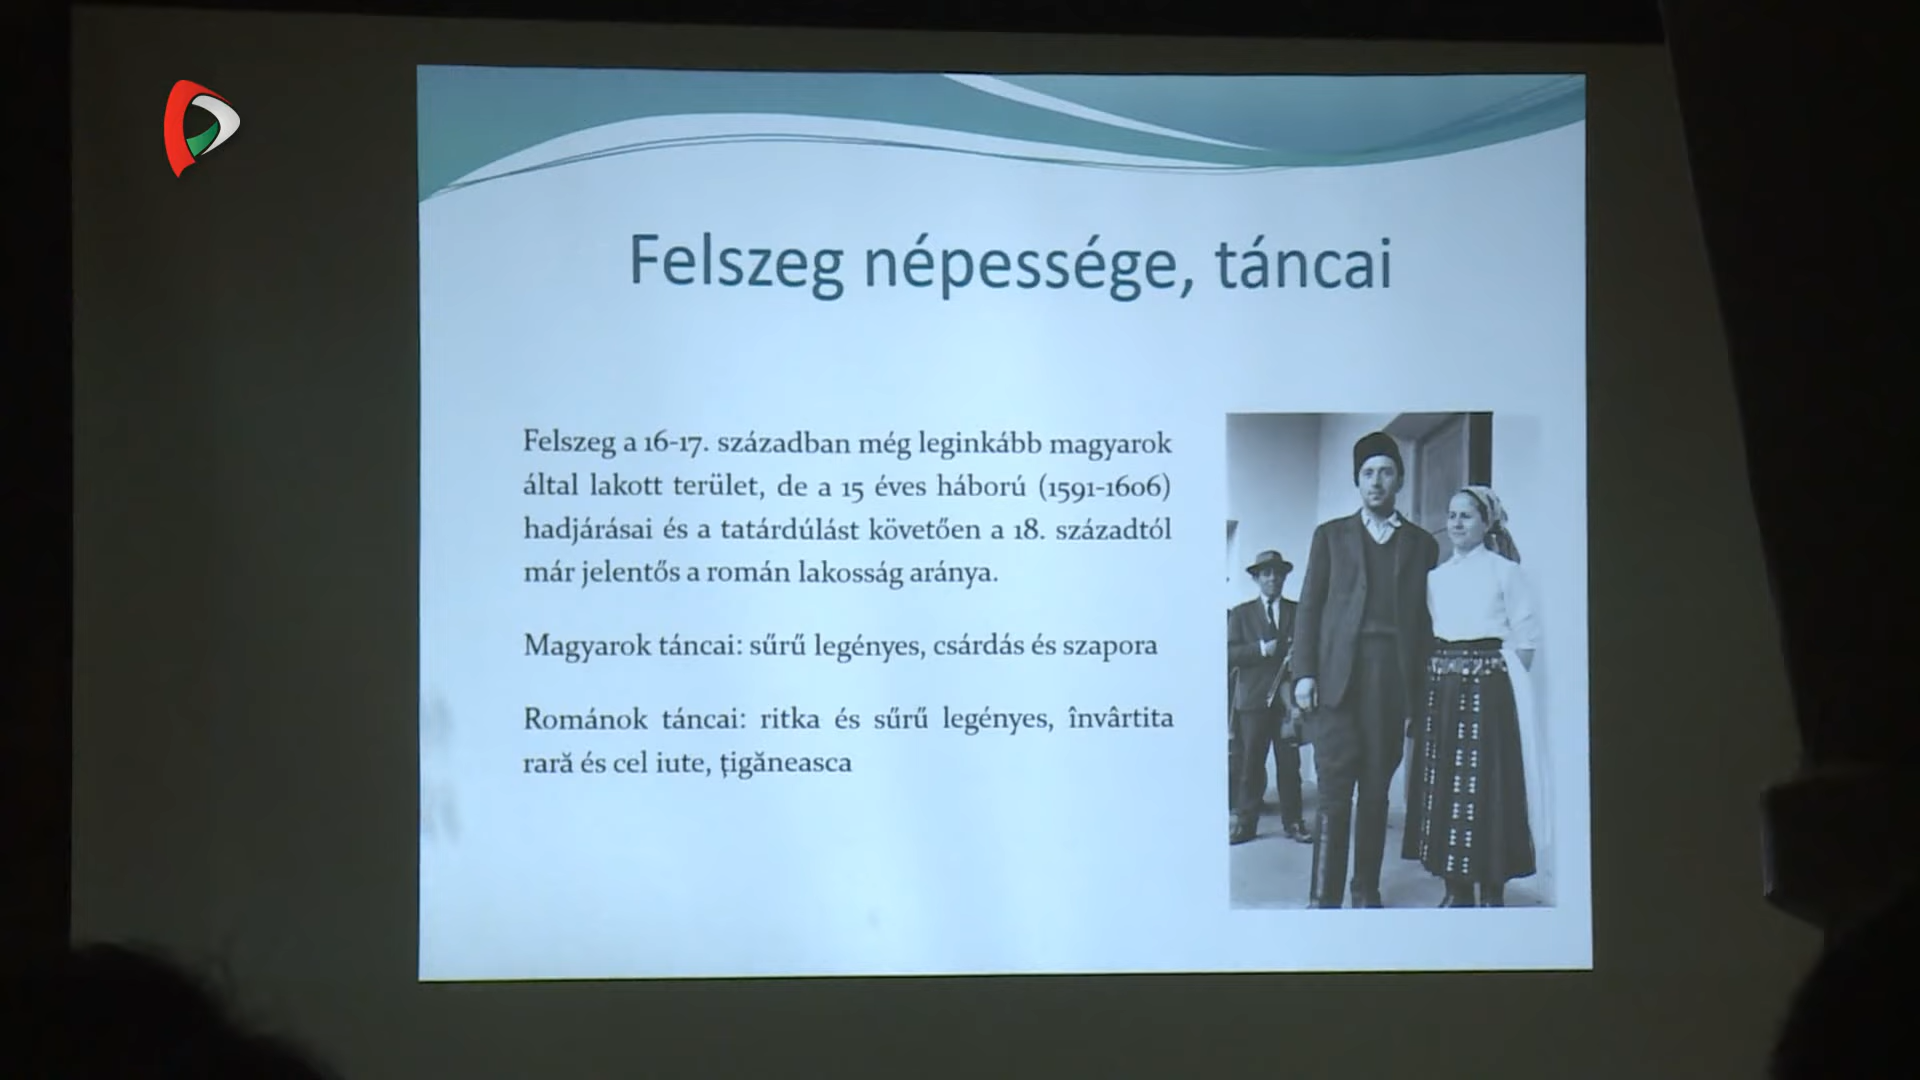 Felszeg népessége, táncai
Felszeg a 16-17. században még leginkább magyarok
által lakott terület, de a 15 éves háború (1591-1606)
hadjárásai és a tatárdúlást követően a 18. századtól
már jelentős a román lakosság aránya.
Magyarok táncai: sűrű legényes, csárdás és szapora
Románok táncai: ritka és sűrű legényes, învârtita
rară és cel iute, țigăneasca